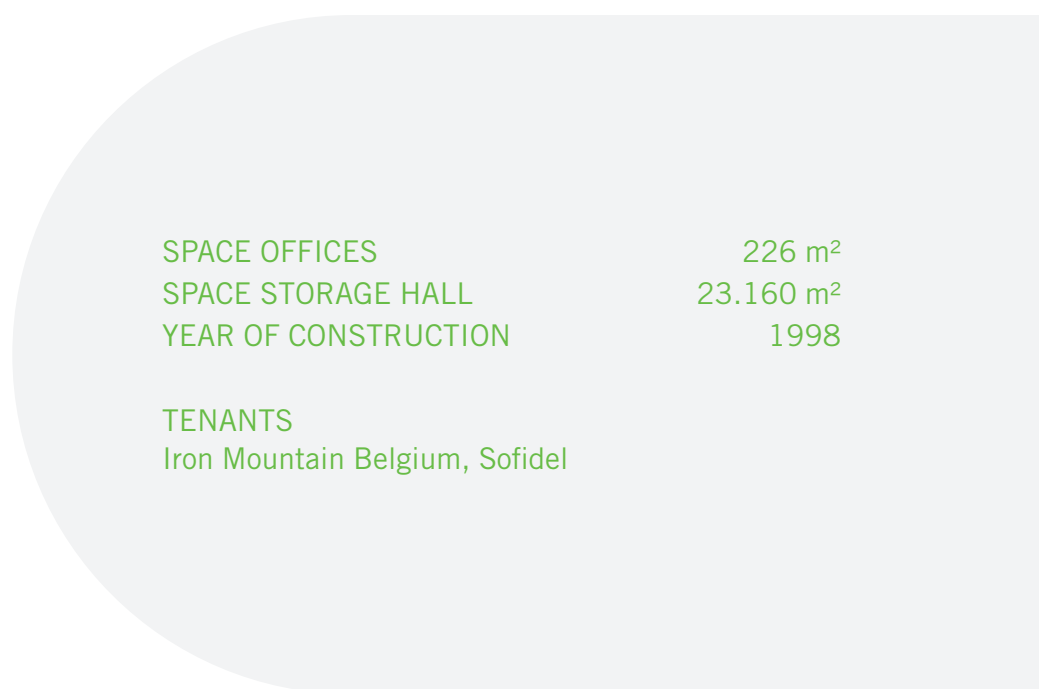 SPACE OFFICES 226 m²
SPACE STORAGE HALL 23.160 m²
YEAR OF CONSTRUCTION 1998
TENANTS
Iron Mountain Belgium, Sofidel